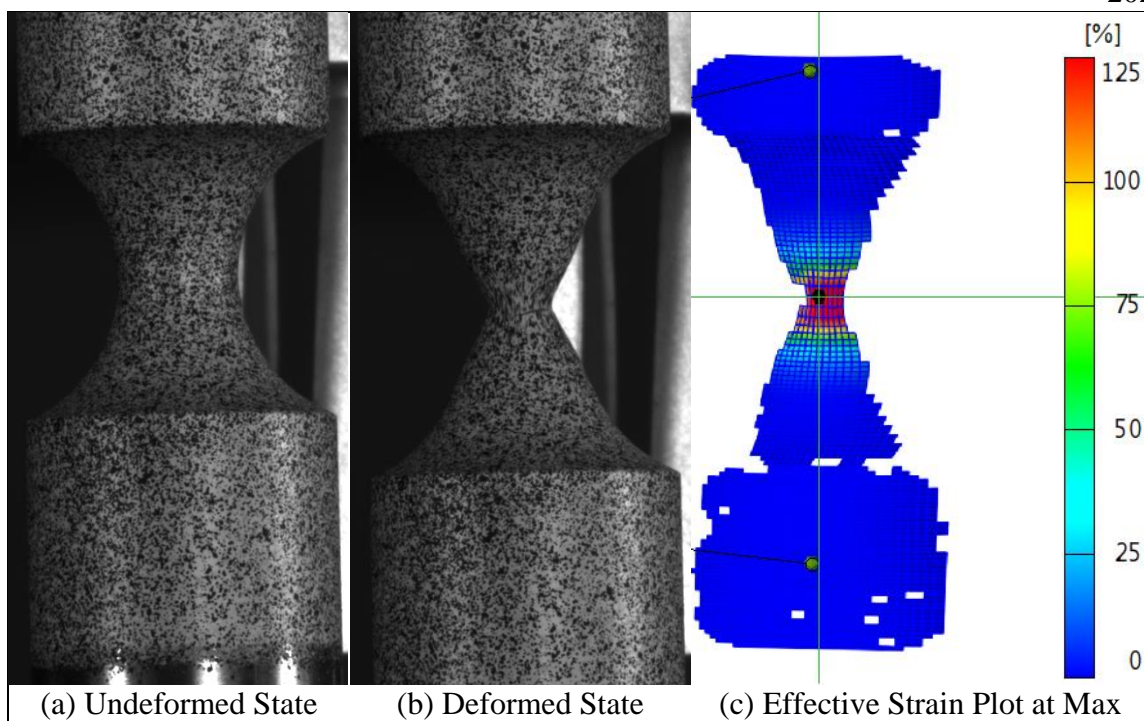 [%]
125
100
75
50
25
0
(a) Undeformed State
(b) Deformed State
(c) Effective Strain Plot at Max